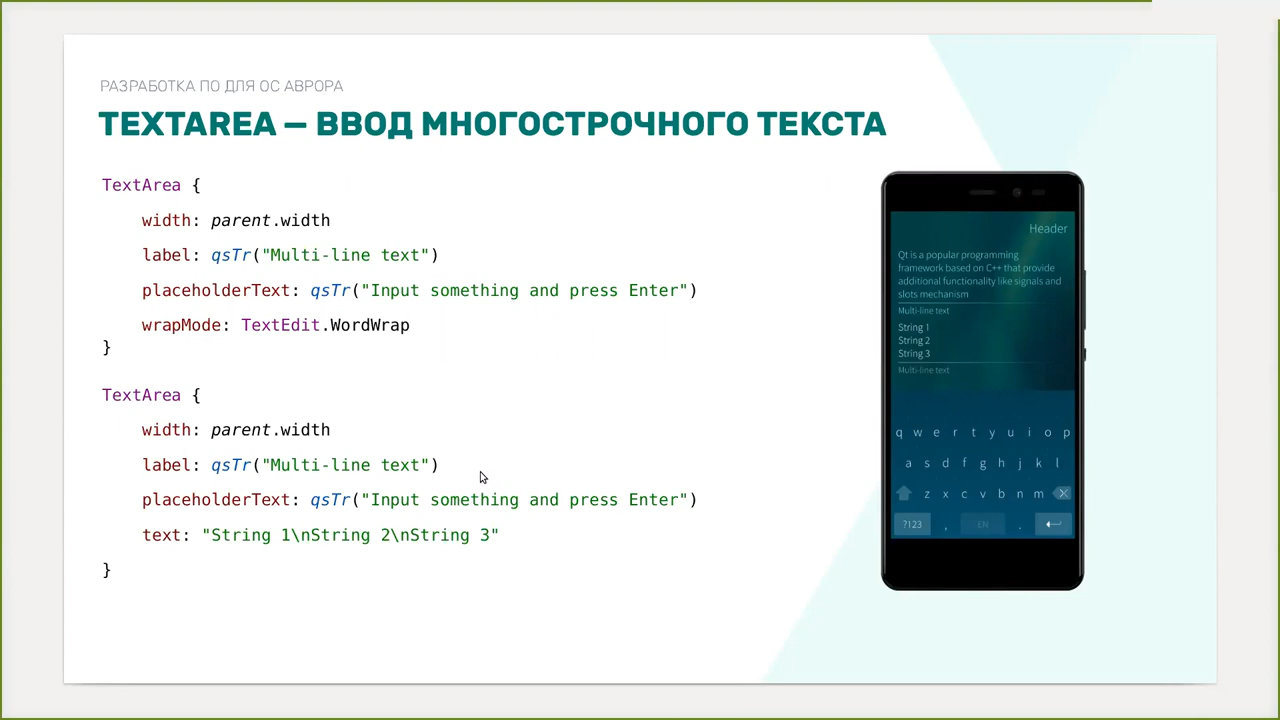 РАЗРАБОТКА ПО ДЛЯ ОС АВРОРА
TEXTAREA — ВВОД МНОГОСТРОЧНОГО ТЕКСТА
TextArea {
width: parent.width
label: qsTr("Multi-line text")
placeholderText: qsTr("Input something and press Enter")
wrapMode: TextEdit.WordWrap
}
TextArea {
width: parent.width
label: qsTr("Multi-line text")
placeholderText: qsTr("Input something and press Enter")
text: "String 1\nString 2\nString 3"
}
Header
Qt is a popular programming
framework based on C++ that provide
additional functionality like signals and
slots mechanism
Multi-line text
String 1
String 2
String 3
Multi-line text
q w e r t y u i o p
a s d f g h j k l
z x c v b n m
?123 , EN .